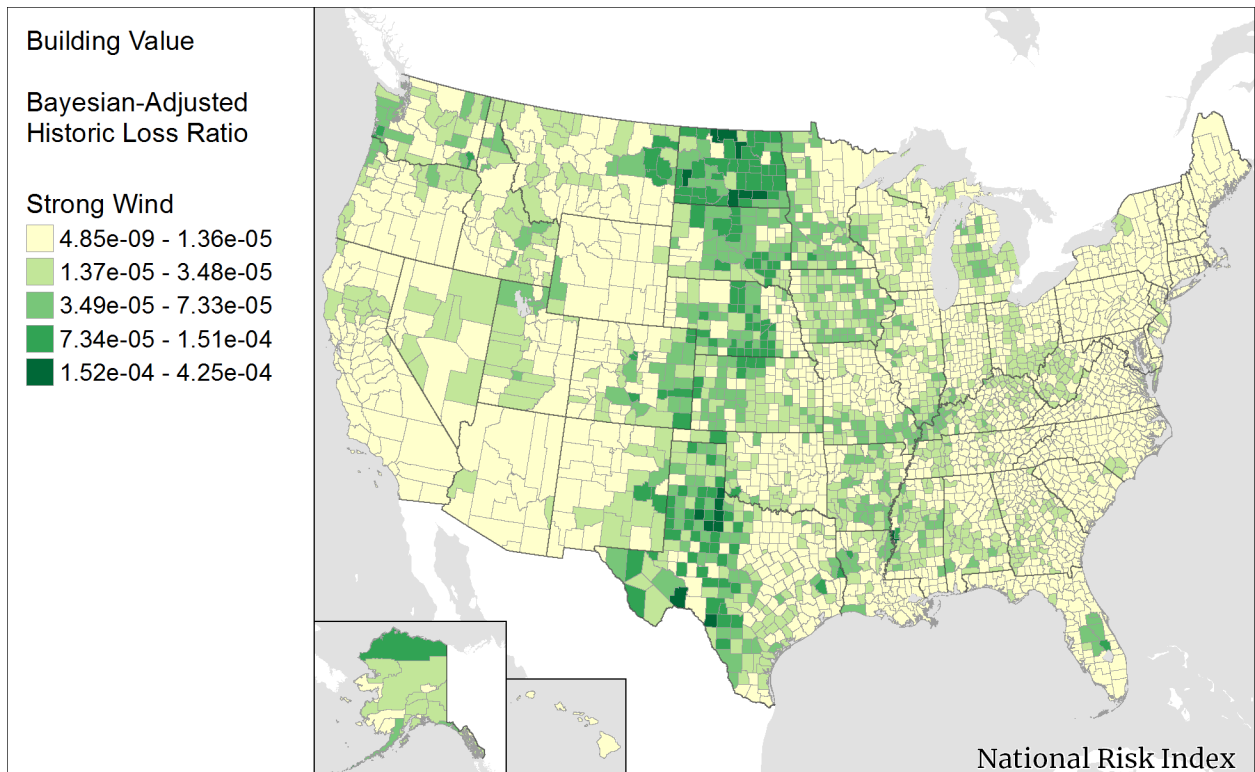 Building Value
Bayesian-Adjusted
Historic Loss Ratio
Strong Wind
4.85e-09 - 1.36e-05
1.37e-05 - 3.48e-05
3.49e-05 - 7.33e-05
7.34e-05 - 1.51e-04
1.52e-04 - 4.25e-04
National Risk Index